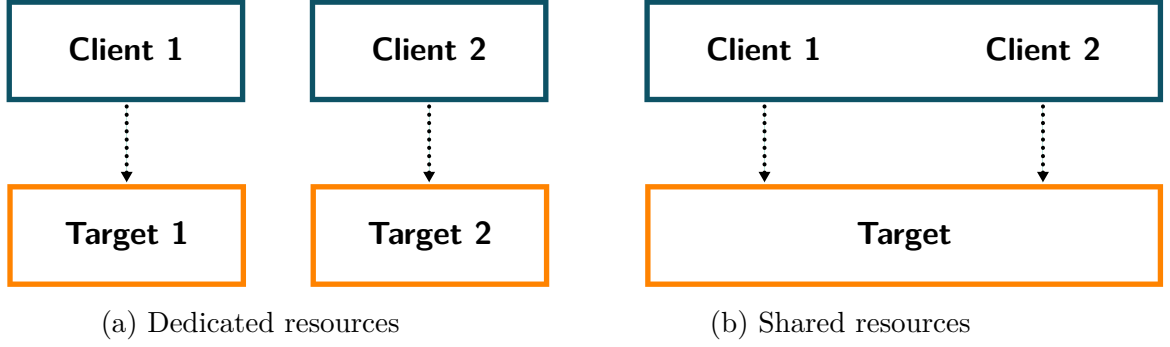 Client 1
Client 2
Client 1
Client 2
Target 1
Target 2
Target
(a) Dedicated resources
(b) Shared resources